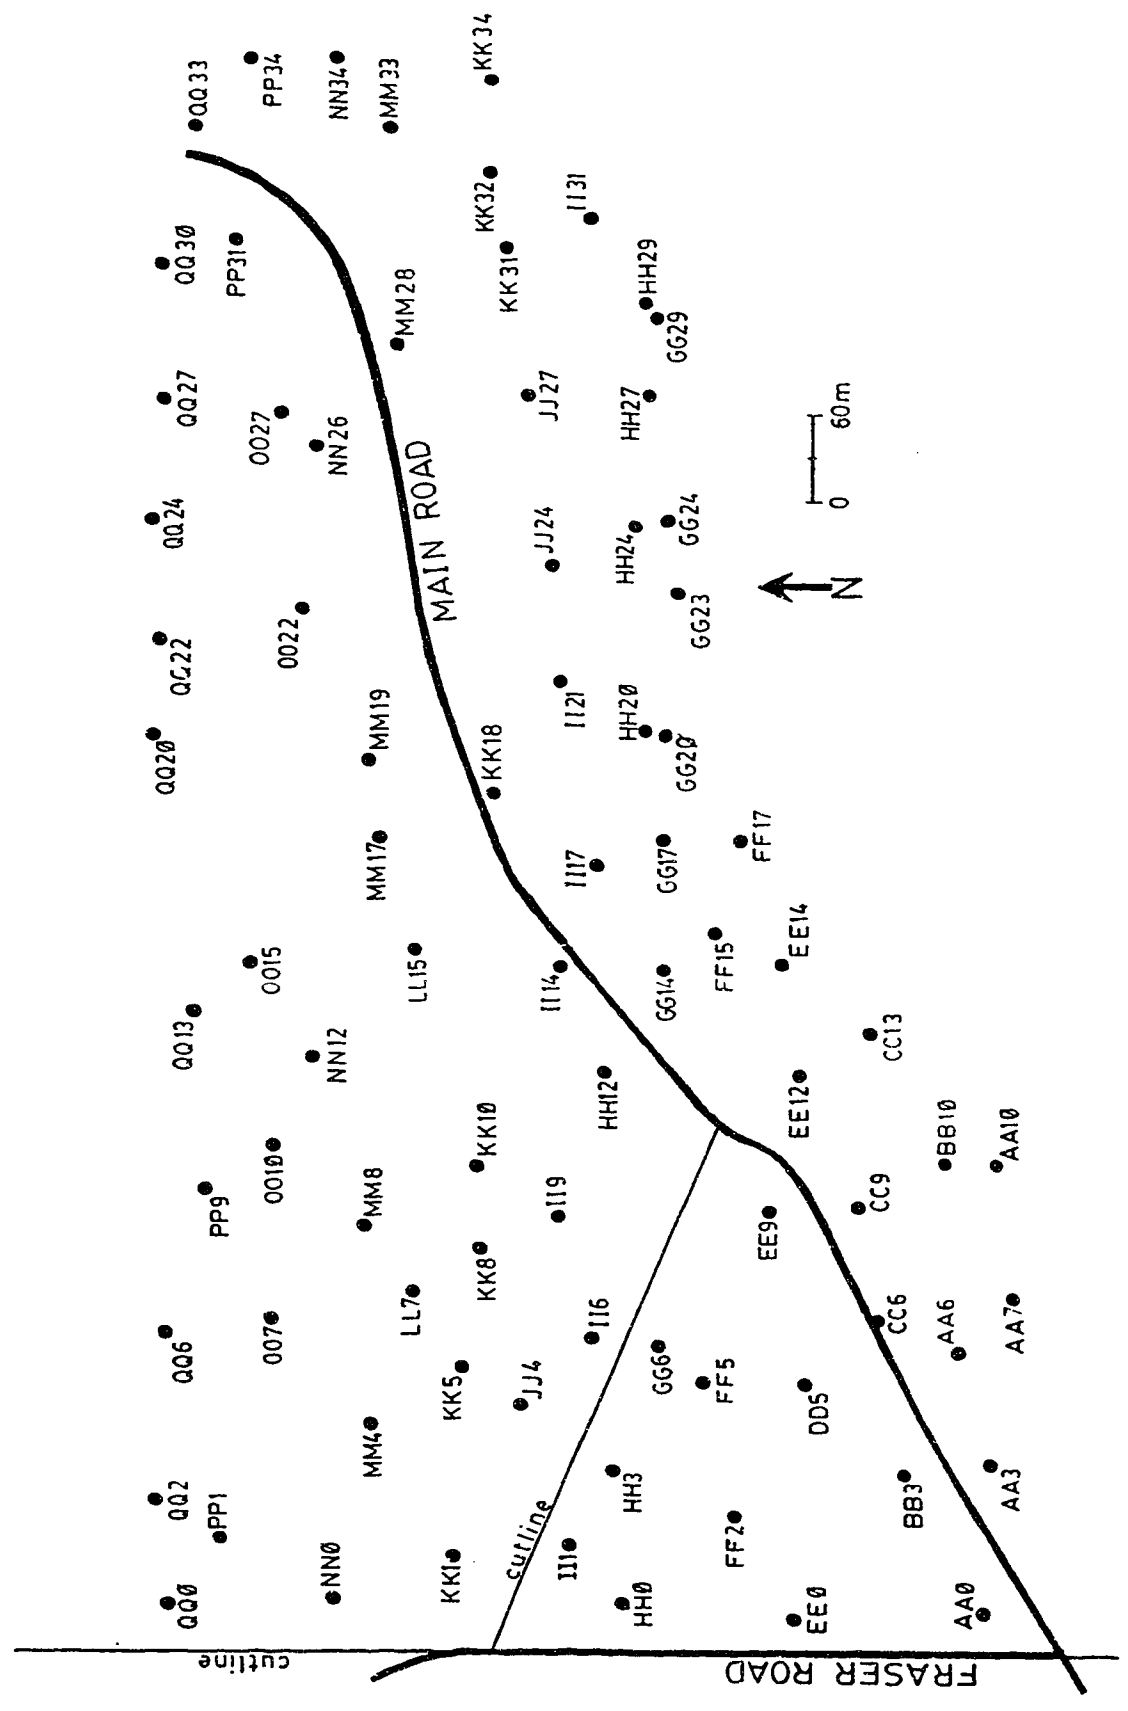 KK34
QQ33
PP34
NN34
MM33
KK32
II31
QQ30
PP31
KK31
HH29
MM28
GG29
QQ27
OO27
NN26
JJ27
HH27
60m
0
MAIN ROAD
QQ24
JJ24
HH24
GG24
N
OO22
GG23
QQ22
MM19
II21
HH20
QQ20
KK18
GG20
MM17
II17
GG17
FF17
OO15
LL15
II14
GG14
FF15
EE14
QQ13
NN12
HH12
CC13
EE12
KK10
BB10
AA10
OO10
PP9
MM8
II9
CC9
EE9
KK8
LL7
QQ6
OO7
II6
CC6
AA6
AA7
GG6
FF5
KK5
JJ4
DD5
MM4
QQ2
PP1
HH3
BB3
AA3
cutline
FF2
NN0
KK1
II1
QQ0
HH0
EE0
AA0
cutline
FRASER ROAD